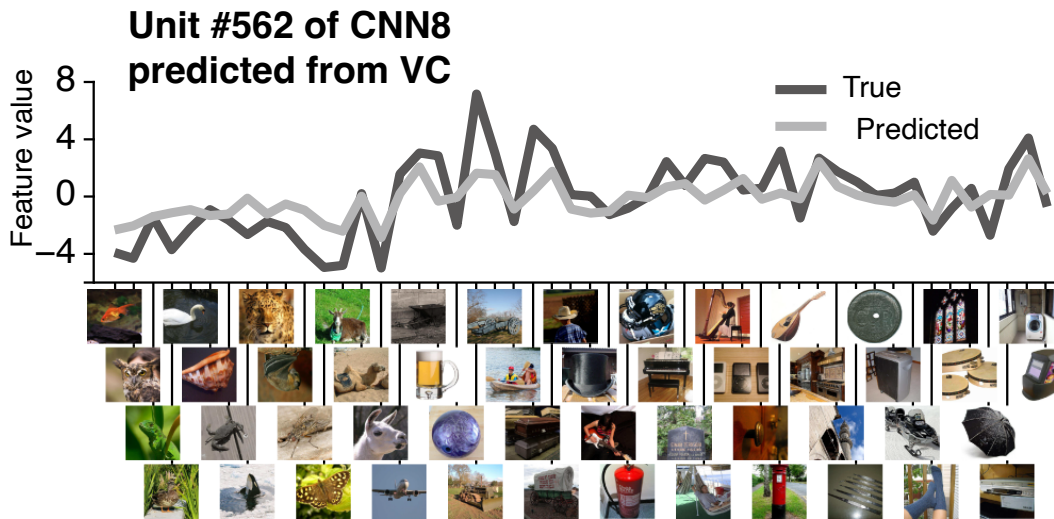 Unit #562 of CNN8
predicted from VC
Feature value
8
4
0
−4
True
Predicted